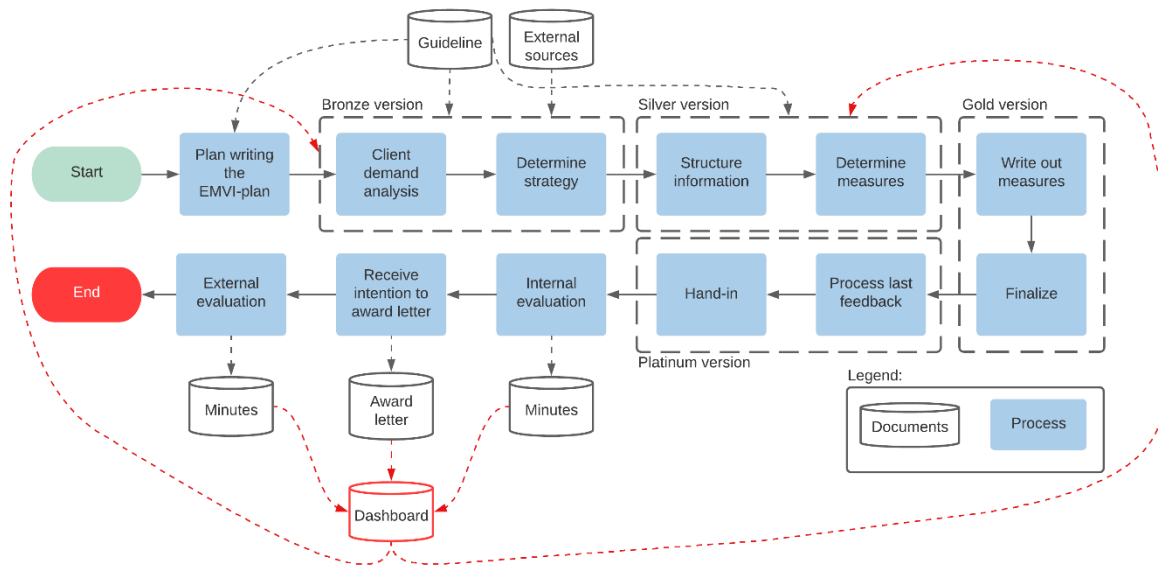 Guideline
External
sources
Bronze version
Silver version
Gold version
Start
Plan writing
the
EMVI-plan
Client
demand
analysis
Determine
strategy
Structure
information
Determine
measures
Write out
measures
End
External
evaluation
Receive
intention to
award letter
Internal
evaluation
Hand-in
Process last
feedback
Finalize
Platinum version
Minutes
Award
letter
Minutes
Legend:
Documents
Process
Dashboard